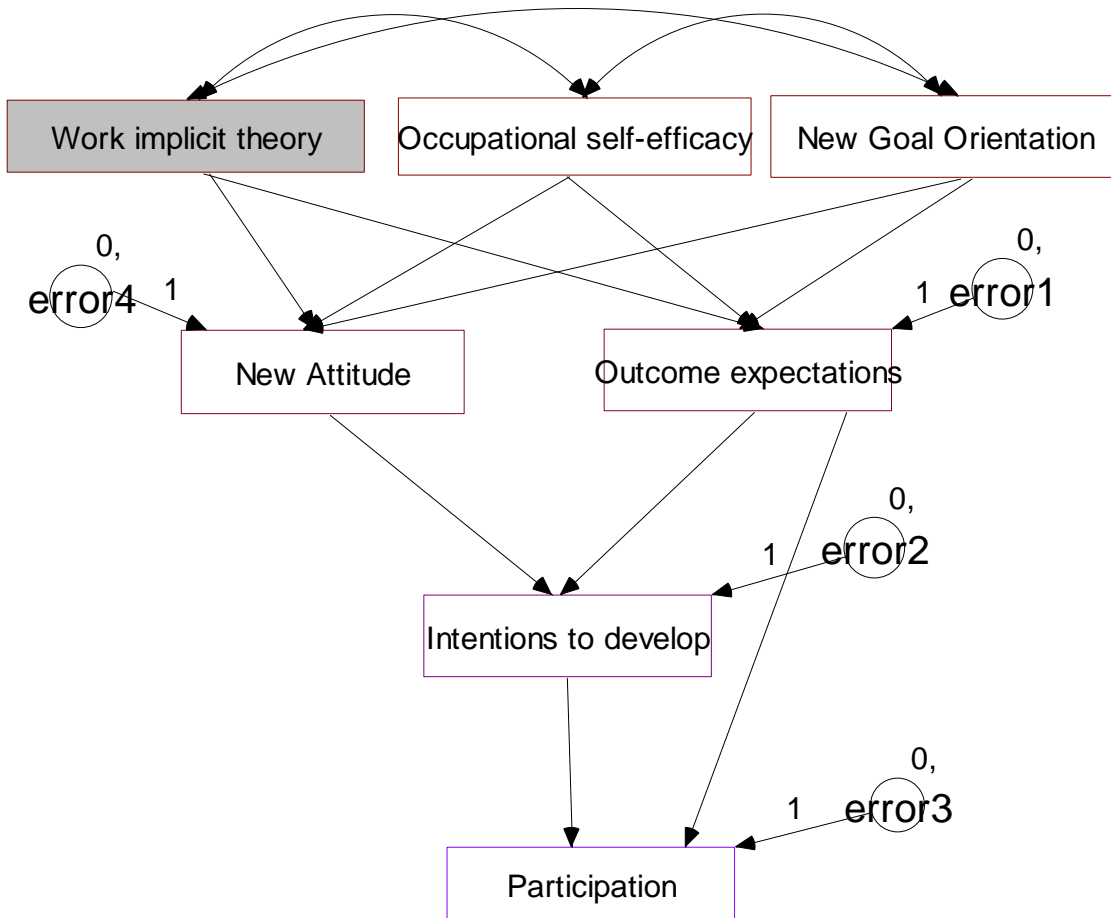 Work implicit theory
Occupational self-efficacy
New Goal Orientation
0,
error4
1
0,
error1
1
New Attitude
Outcome expectations
0,
error2
1
Intentions to develop
0,
error3
1
Participation